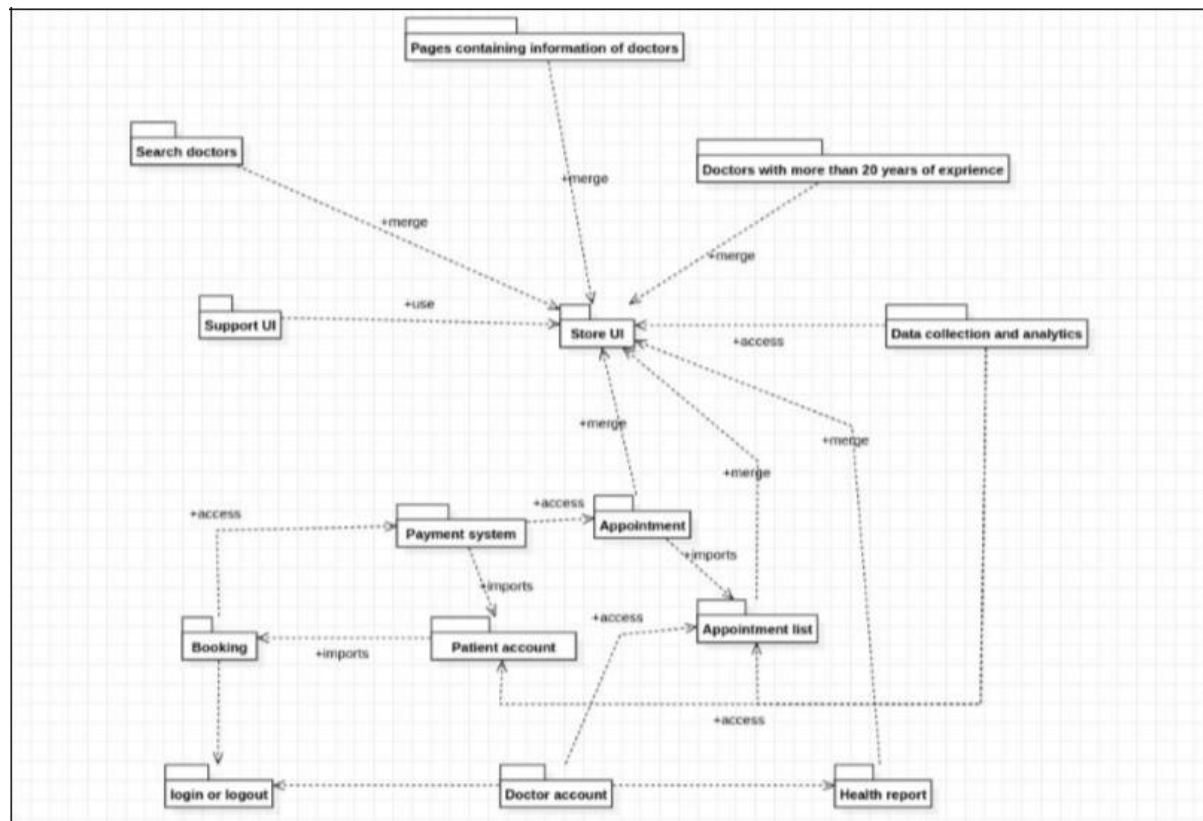 Pages containing information of doctors
Search doctors
Doctors with more than 20 years of exprience
+merge
+merge
+merge
+use
Support UI
Store UI
Data collection and analytics
+access
+merge
+merge
+merge
+access
+access
Payment system
Appointment
+imports
+imports
+access
Appointment list
Booking
Patient account
+imports
+access
login or logout
Doctor account
Health report